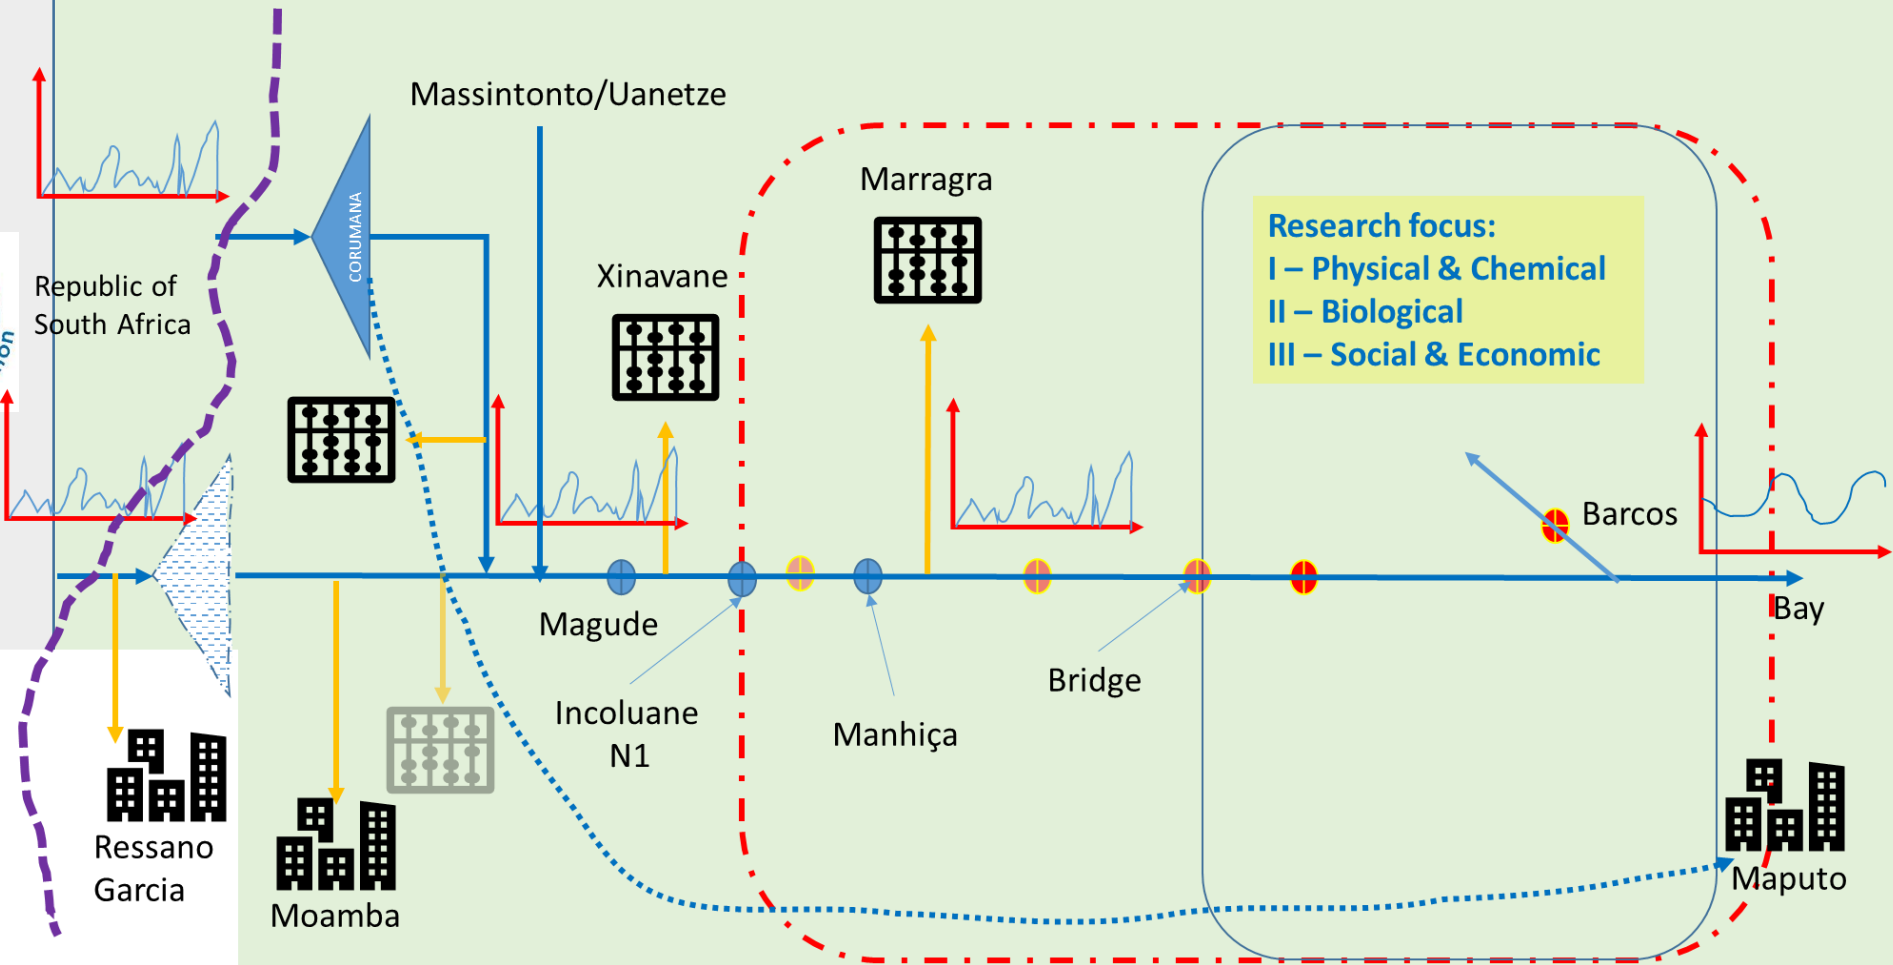 Massintonto/Uanetze
Marragra
CORUMANA
Research focus:
I – Physical & Chemical
II – Biological
III – Social & Economic
Xinavane
Republic of
South Africa
Barcos
Bay
Magude
Bridge
Incoluane
N1
Manhiça
Ressano
Garcia
Moamba
Maputo